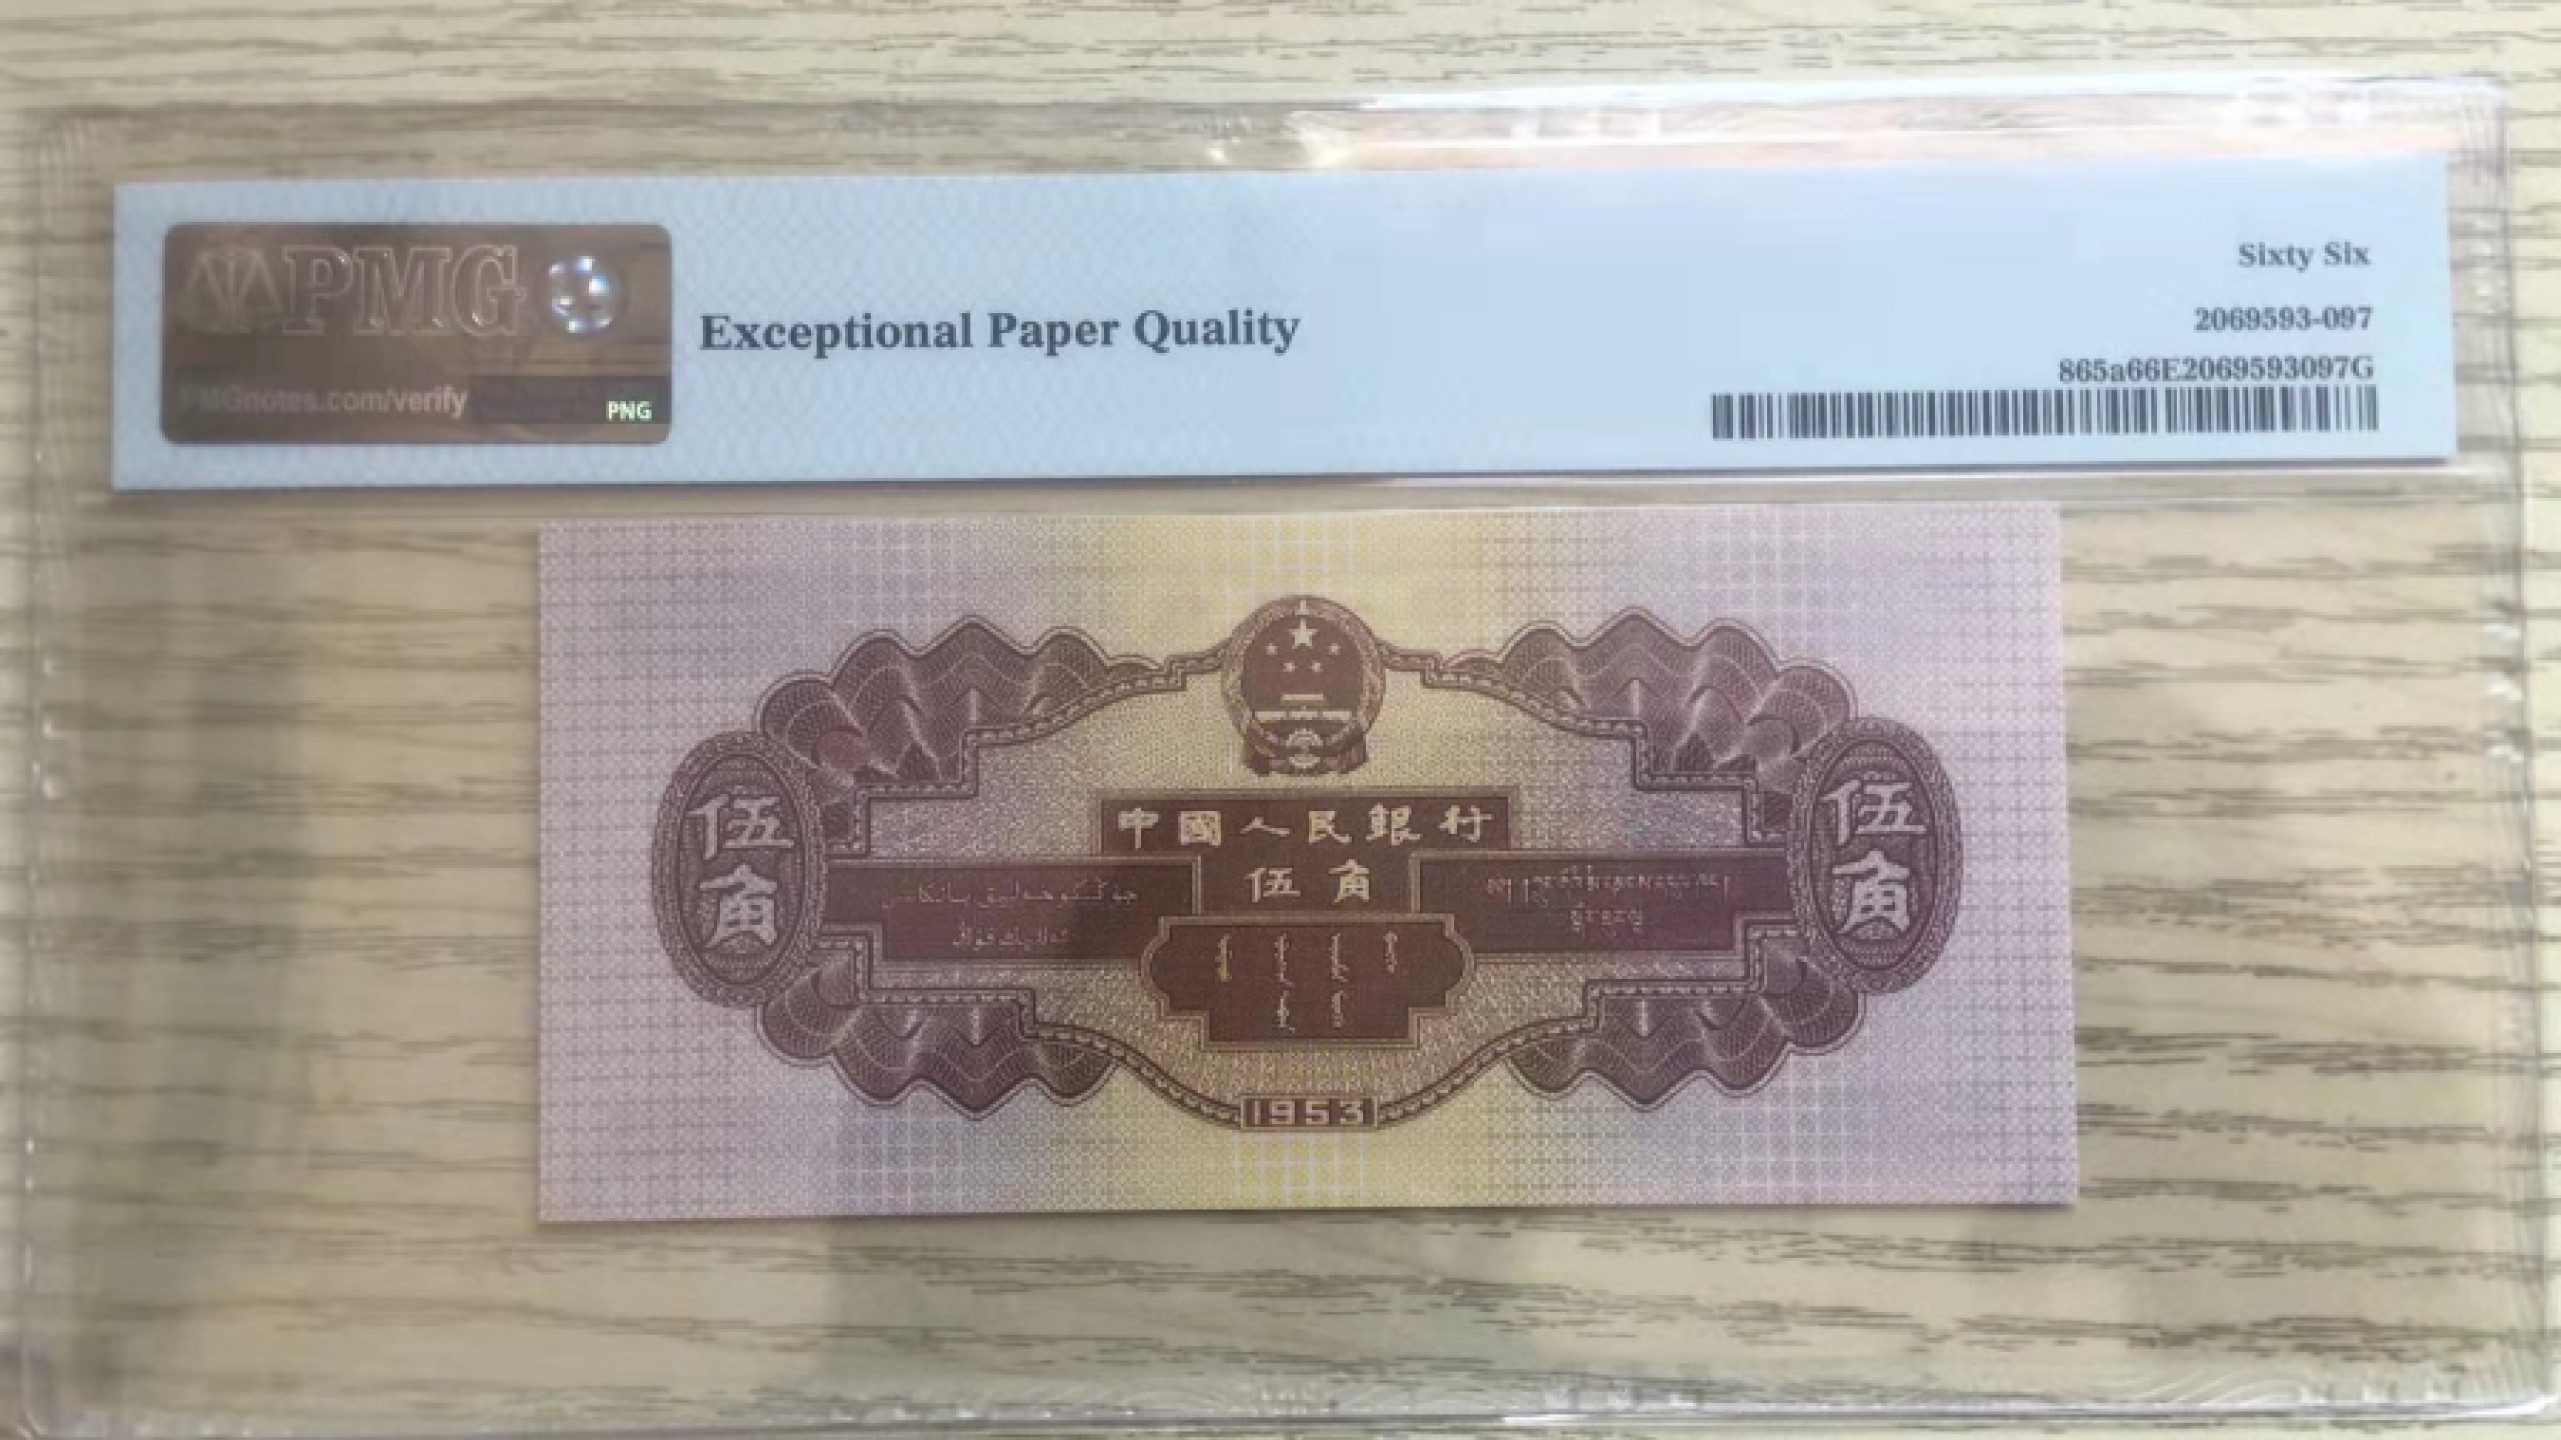 PMG
PMGnotes.com/verify
PNG
Exceptional Paper Quality
Sixty Six
2069593-097
865a66E2069593097G
中國人民銀行
伍角
伍角
伍角
1953